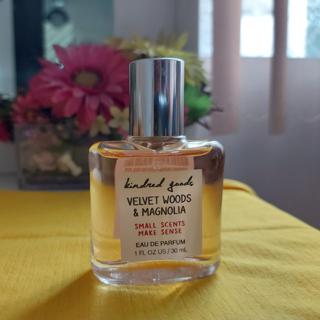 kindred goods
VELVET WOODS
& MAGNOLIA
SMALL SCENTS
MAKE SENSE
EAU DE PARFUM
1 FL OZ US / 30 mL